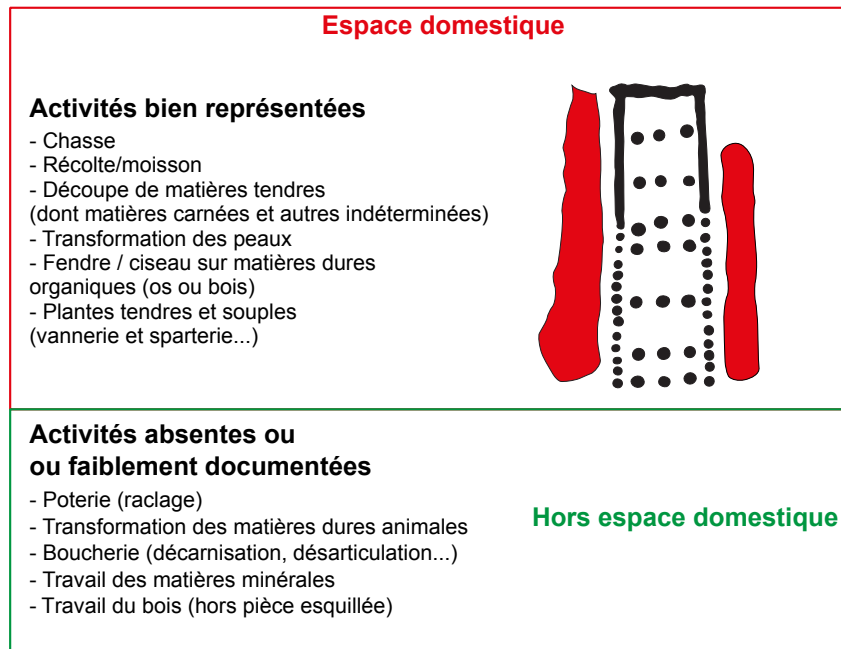 Espace domestique
Activités bien représentées
- Chasse
- Récolte/moisson
- Découpe de matières tendres
(dont matières carnées et autres indéterminées)
- Transformation des peaux
- Fendre / ciseau sur matières dures
organiques (os ou bois)
- Plantes tendres et souples
(vannerie et sparterie...)
Activités absentes ou
ou faiblement documentées
- Poterie (raclage)
- Transformation des matières dures animales
- Boucherie (décarnisation, désarticulation...)
- Travail des matières minérales
- Travail du bois (hors pièce esquillée)
Hors espace domestique